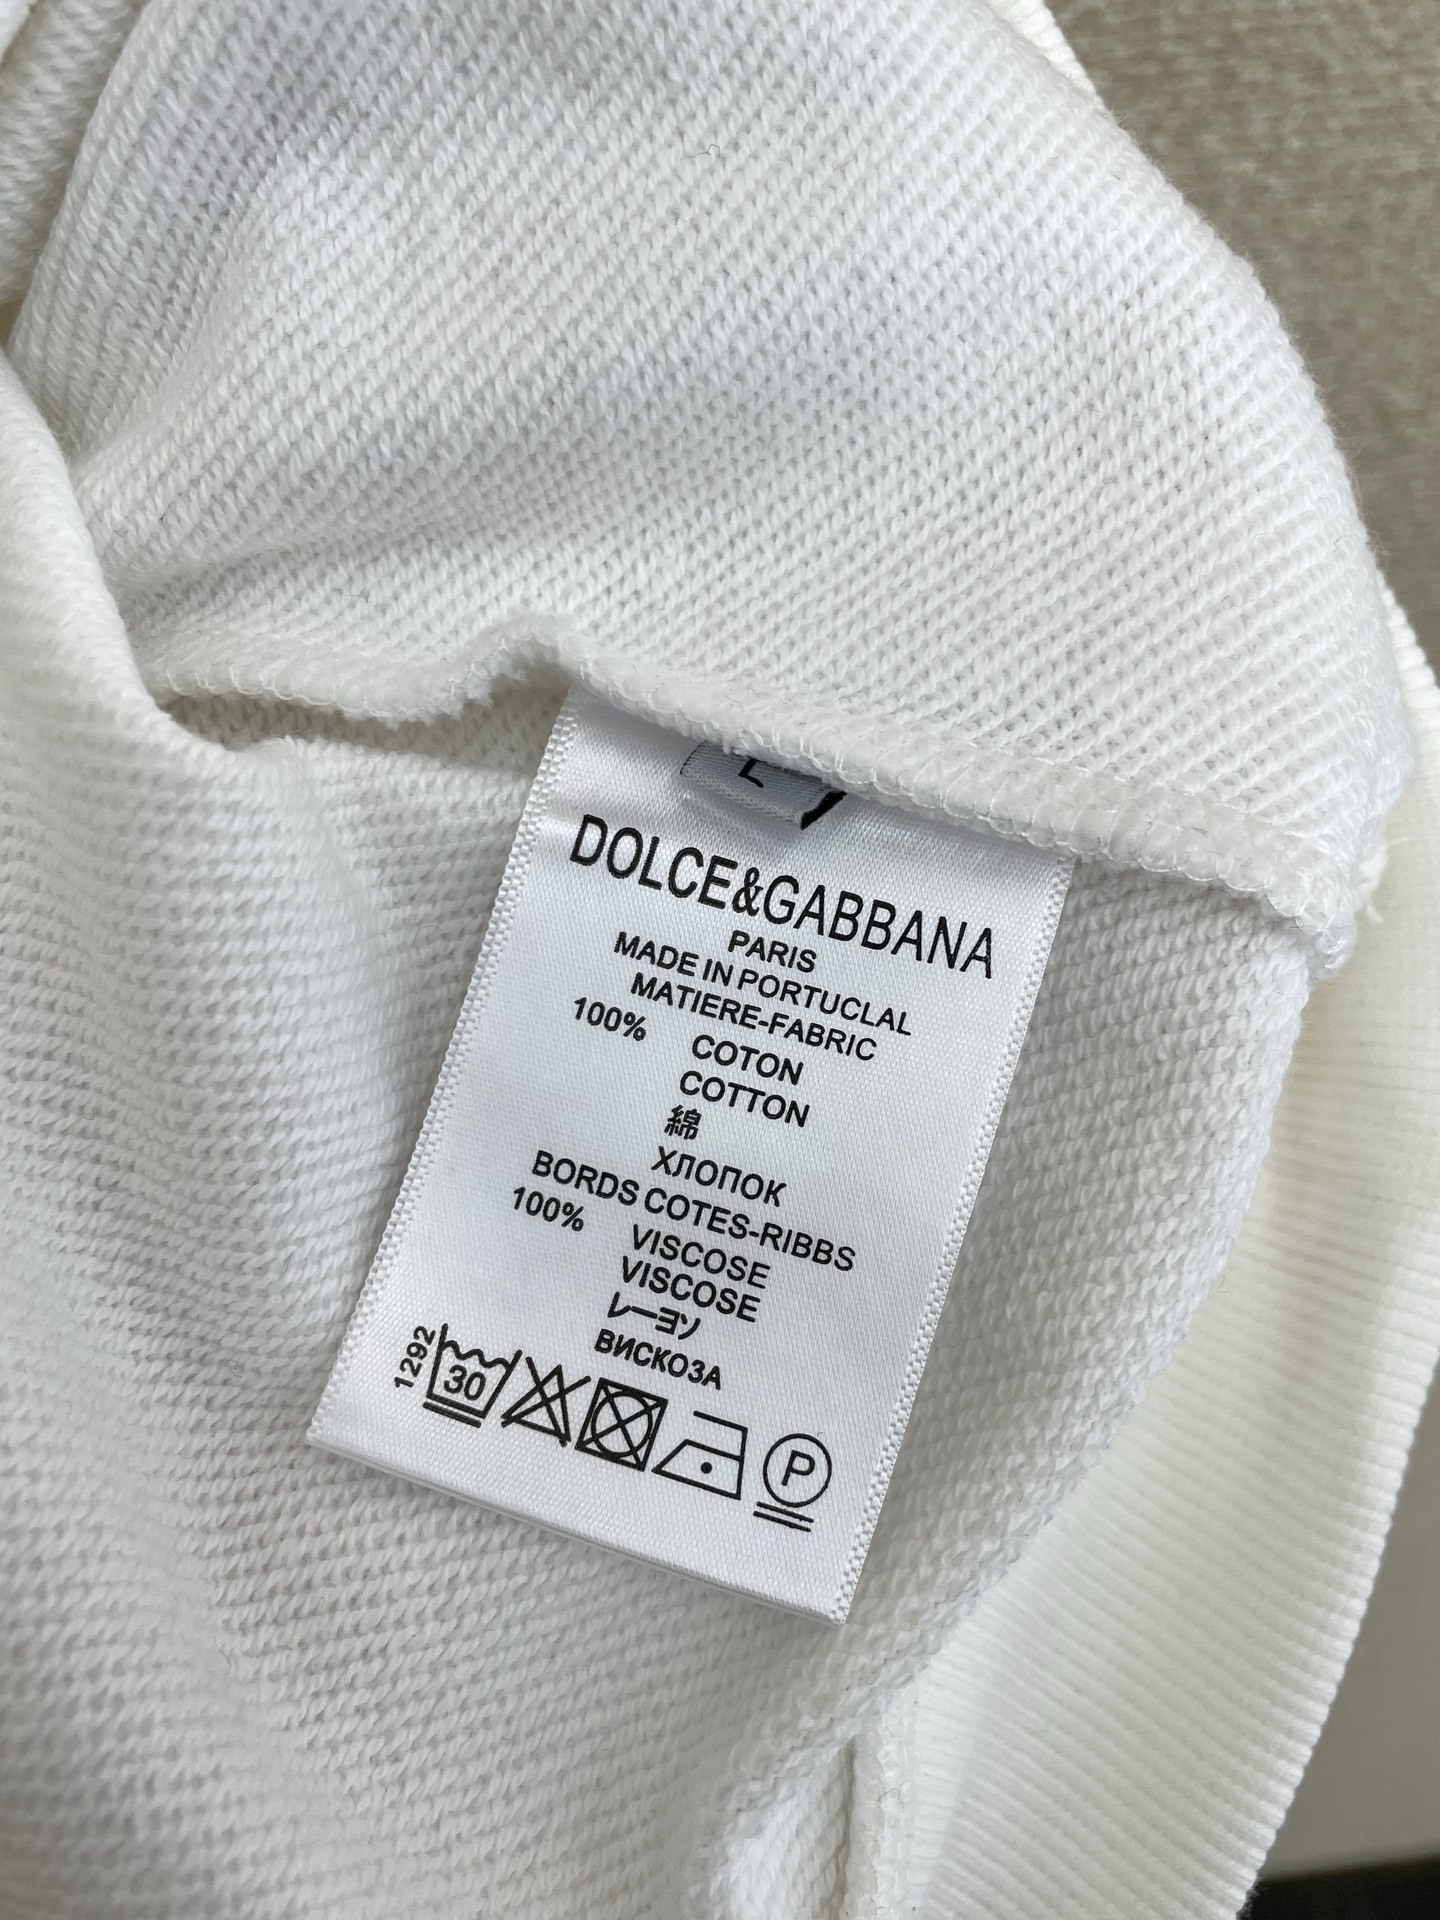 L
DOLCE&GABBANA
PARIS
MADE IN PORTUCLAL
MATIERE-FABRIC
100% COTON
COTTON
綿
ХЛОПОК
BORDS COTES-RIBBS
100% VISCOSE
VISCOSE
レーヨン
ВИСКОЗА
1292
30
P